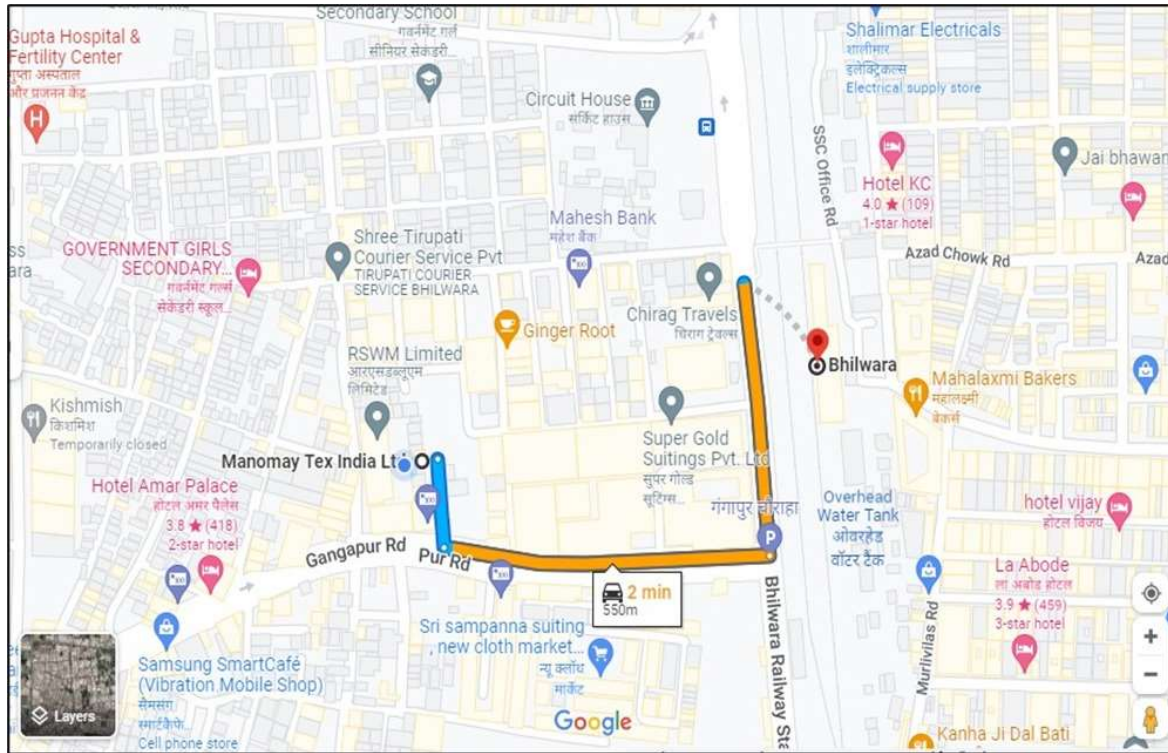 Secondary School
गवर्नमेंट गर्ल
सीनियर सेकेंडरी...
Gupta Hospital &
Fertility Center
गुप्ता अस्पताल
और प्रजनन केंद्र
H
Circuit House
सर्किट हाउस
Shalimar Electricals
शालीमार
इलेक्ट्रिकल्स
Electrical supply store
SSC Office Rd
Hotel KC
4.0 ★ (109)
1-star hotel
Jai bhawan
Mahesh Bank
महेश बैंक
Shree Tirupati
Courier Service Pvt
TIRUPATI COURIER
SERVICE BHILWARA
GOVERNMENT GIRLS
SECONDARY...
गवर्नमेंट गर्ल्स
सेकेंडरी स्कूल...
Azad Chowk Rd
Azad
Chirag Travels
चिराग ट्रेवल्स
Ginger Root
RSWM Limited
आरएसडब्लूएम
लिमिटेड
Bhilwara
Mahalaxmi Bakers
महालक्ष्मी
बेकर्स
Kishmish
किशमिश
Temporarily closed
Super Gold
Suitings Pvt. Ltd
सुपर गोल्ड
सूटिंग्स...
Manomay Tex India Lt
Hotel Amar Palace
होटल अमर पैलेस
3.8 ★ (418)
2-star hotel
गंगापुर चौराहा
P
Overhead
Water Tank
ओवरहेड
वॉटर टैंक
hotel vijay
होटल विजय
Gangapur Rd
Pur Rd
2 min
550m
La Abode
ला अबोड होटल
3.9 ★ (459)
3-star hotel
Bhilwara Railway Sta
Murlivilas Rd
Sri sampanna suiting
, new cloth market...
न्यू क्लॉथ
मार्केट
Samsung SmartCafé
(Vibration Mobile Shop)
सैमसंग
स्मार्टकैफे...
Cell phone store
Layers
Google
Kanha Ji Dal Bati